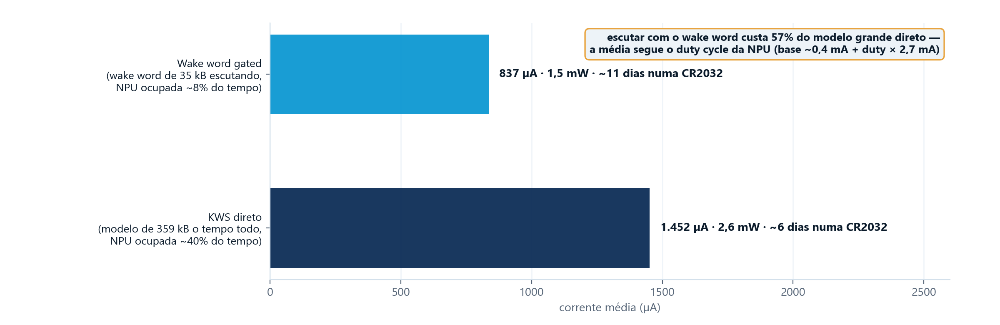 escutar com o wake word custa 57% do modelo grande direto —
a média segue o duty cycle da NPU (base ~0,4 mA + duty × 2,7 mA)
Wake word gated
(wake word de 35 kB escutando,
NPU ocupada ~8% do tempo)
837 µA · 1,5 mW · ~11 dias numa CR2032
KWS direto
(modelo de 359 kB o tempo todo,
NPU ocupada ~40% do tempo)
1.452 µA · 2,6 mW · ~6 dias numa CR2032
0 500 1000 1500 2000 2500
corrente média (µA)